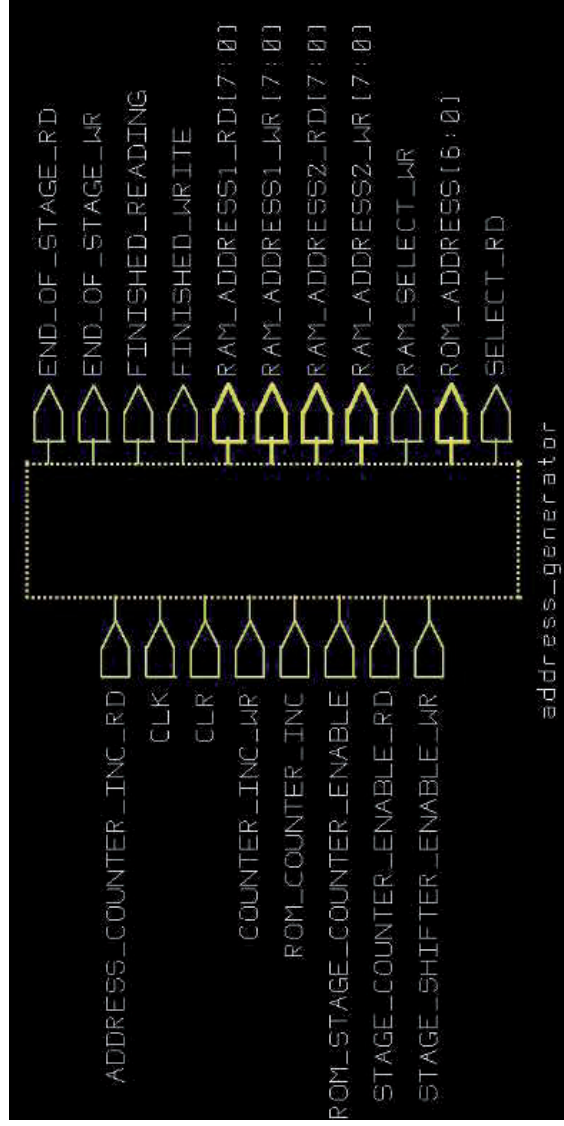 ADDRESS_COUNTER_INC_RD
CLK
CLR
COUNTER_INC_WR
ROM_COUNTER_INC
ROM_STAGE_COUNTER_ENABLE
STAGE_COUNTER_ENABLE_RD
STAGE_SHIFTER_ENABLE_WR
END_OF_STAGE_RD
END_OF_STAGE_WR
FINISHED_READING
FINISHED_WRITE
RAM_ADDRESS1_RD[7:0]
RAM_ADDRESS1_WR[7:0]
RAM_ADDRESS2_RD[7:0]
RAM_ADDRESS2_WR[7:0]
RAM_SELECT_WR
ROM_ADDRESS[6:0]
SELECT_RD
address_generator